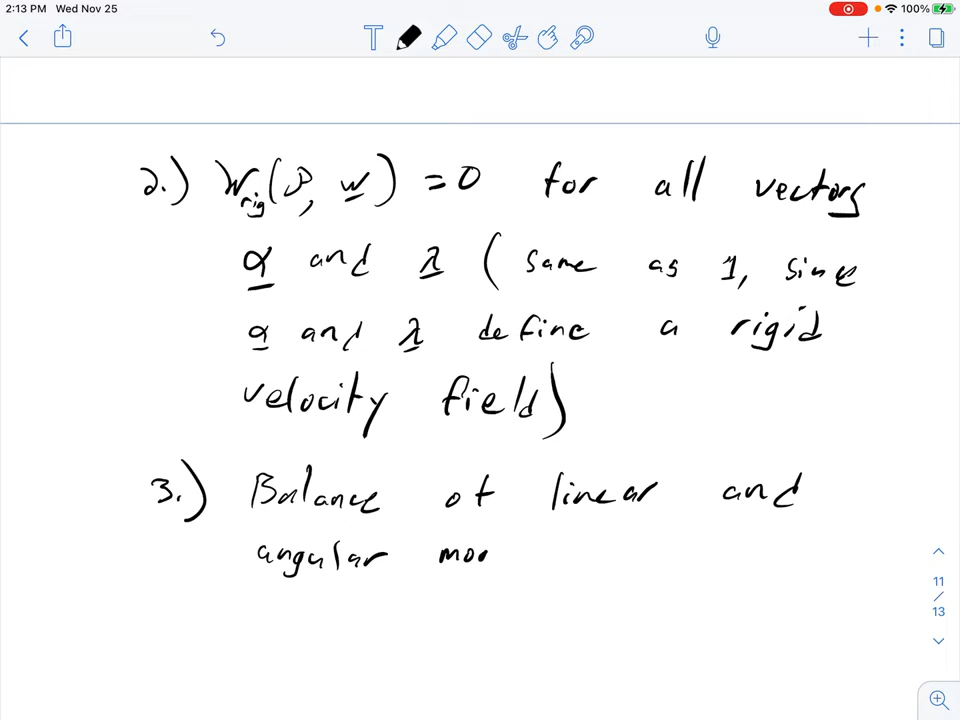 2:13 PM Wed Nov 25
100%
2.) W_rig(P, w) = 0 for all vectors
α and λ (same as 1, since
α and λ define a rigid
velocity field)
3.) Balance of linear and
angular mom
11
/
13